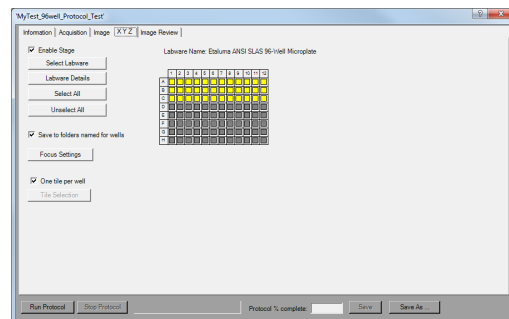 'MyTest_96well_Protocol_Test'
Information Acquisition Image XYZ Image Review
Enable Stage
Labware Name: Etaluma ANSI SLAS 96-Well Microplate
Select Labware
Labware Details
Select All
Unselect All
1 2 3 4 5 6 7 8 9 10 11 12
A
B
C
D
E
F
G
H
Save to folders named for wells
Focus Settings
One tile per well
Tile Selection
Run Protocol Stop Protocol Protocol % complete: Save Save As ...